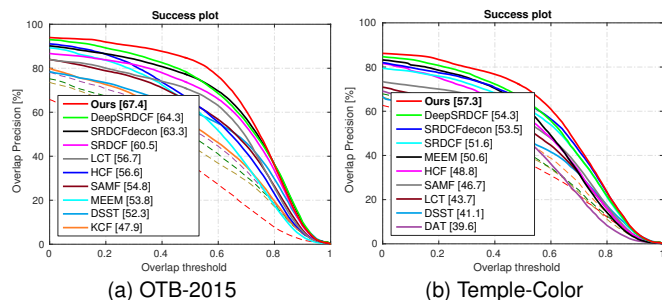 Success plot
Overlap Precision [%]
100
80
60
40
20
0
Ours [67.4]
DeepSRDCF [64.3]
SRDCFdecon [63.3]
SRDCF [60.5]
LCT [56.7]
HCF [56.6]
SAMF [54.8]
MEEM [53.8]
DSST [52.3]
KCF [47.9]
0 0.2 0.4 0.6 0.8 1
Overlap threshold
(a) OTB-2015
Success plot
Overlap Precision [%]
100
80
60
40
20
0
Ours [57.3]
DeepSRDCF [54.3]
SRDCFdecon [53.5]
SRDCF [51.6]
MEEM [50.6]
HCF [48.8]
SAMF [46.7]
LCT [43.7]
DSST [41.1]
DAT [39.6]
0 0.2 0.4 0.6 0.8 1
Overlap threshold
(b) Temple-Color